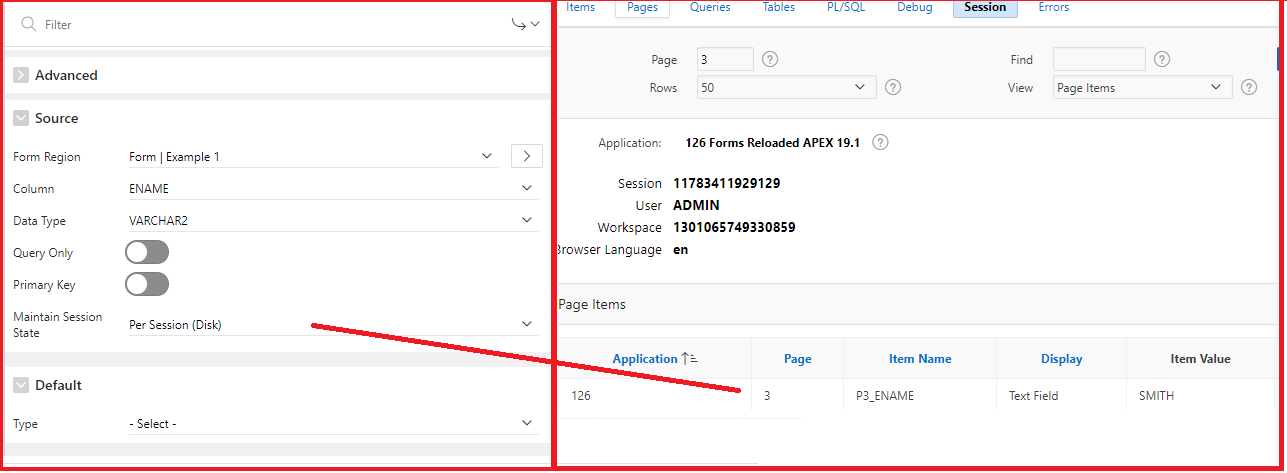 Filter
Advanced
Source
Form Region Form | Example 1
Column ENAME
Data Type VARCHAR2
Query Only
Primary Key
Maintain Session State Per Session (Disk)
Default
Type - Select -
Items Pages Queries Tables PL/SQL Debug Session Errors
Page 3 ? Find ?
Rows 50 ? View Page Items ?
Application: 126 Forms Reloaded APEX 19.1 ?
Session 11783411929129
User ADMIN
Workspace 1301065749330859
Browser Language en
Page Items
Application Page Item Name Display Item Value
126 3 P3_ENAME Text Field SMITH